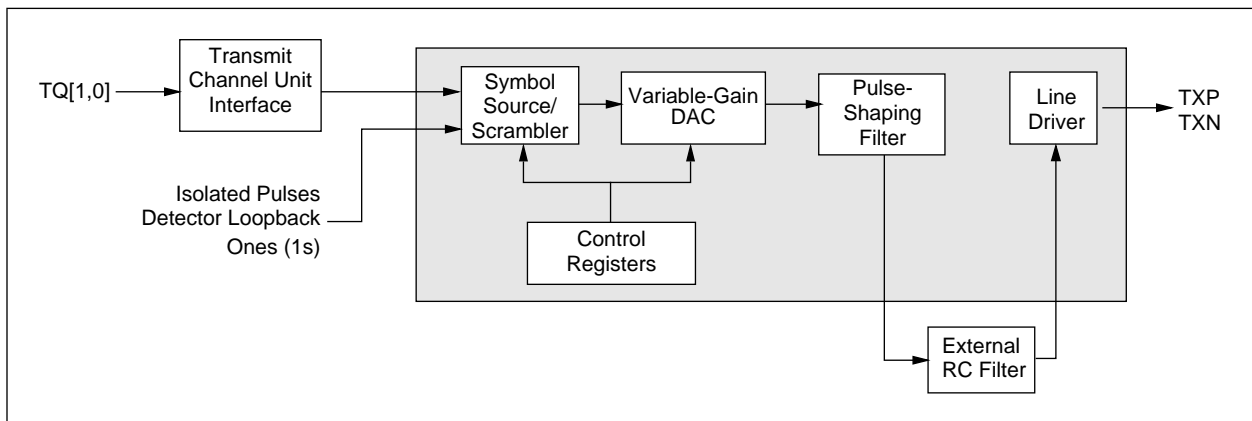 TQ[1,0]
Transmit
Channel Unit
Interface
Isolated Pulses
Detector Loopback
Ones (1s)
Symbol
Source/
Scrambler
Variable-Gain
DAC
Pulse-
Shaping
Filter
Line
Driver
TXP
TXN
Control
Registers
External
RC Filter